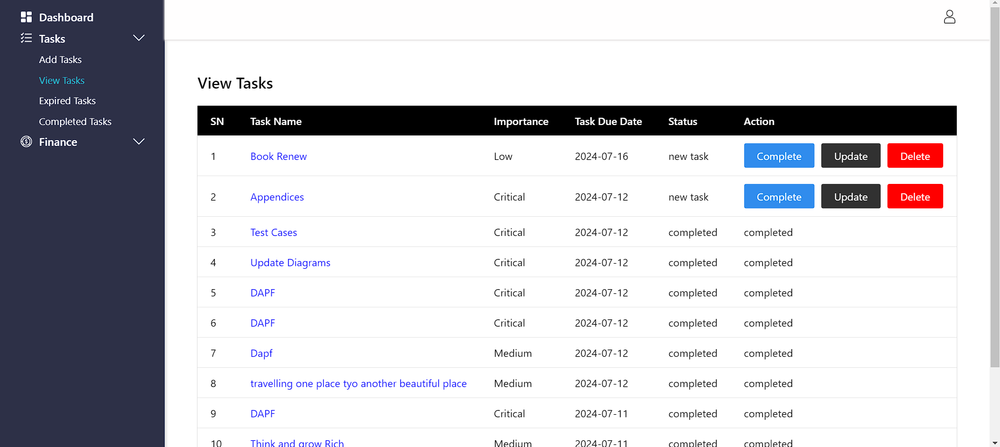 Dashboard
Tasks
Add Tasks
View Tasks
Expired Tasks
Completed Tasks
Finance
View Tasks
SN Task Name Importance Task Due Date Status Action
1 Book Renew Low 2024-07-16 new task Complete Update Delete
2 Appendices Critical 2024-07-12 new task Complete Update Delete
3 Test Cases Critical 2024-07-12 completed completed
4 Update Diagrams Critical 2024-07-12 completed completed
5 DAPF Critical 2024-07-12 completed completed
6 DAPF Critical 2024-07-12 completed completed
7 Dapf Medium 2024-07-12 completed completed
8 travelling one place tyo another beautiful place Medium 2024-07-12 completed completed
9 DAPF Critical 2024-07-11 completed completed
10 Think and grow Rich Medium 2024-07-11 completed completed